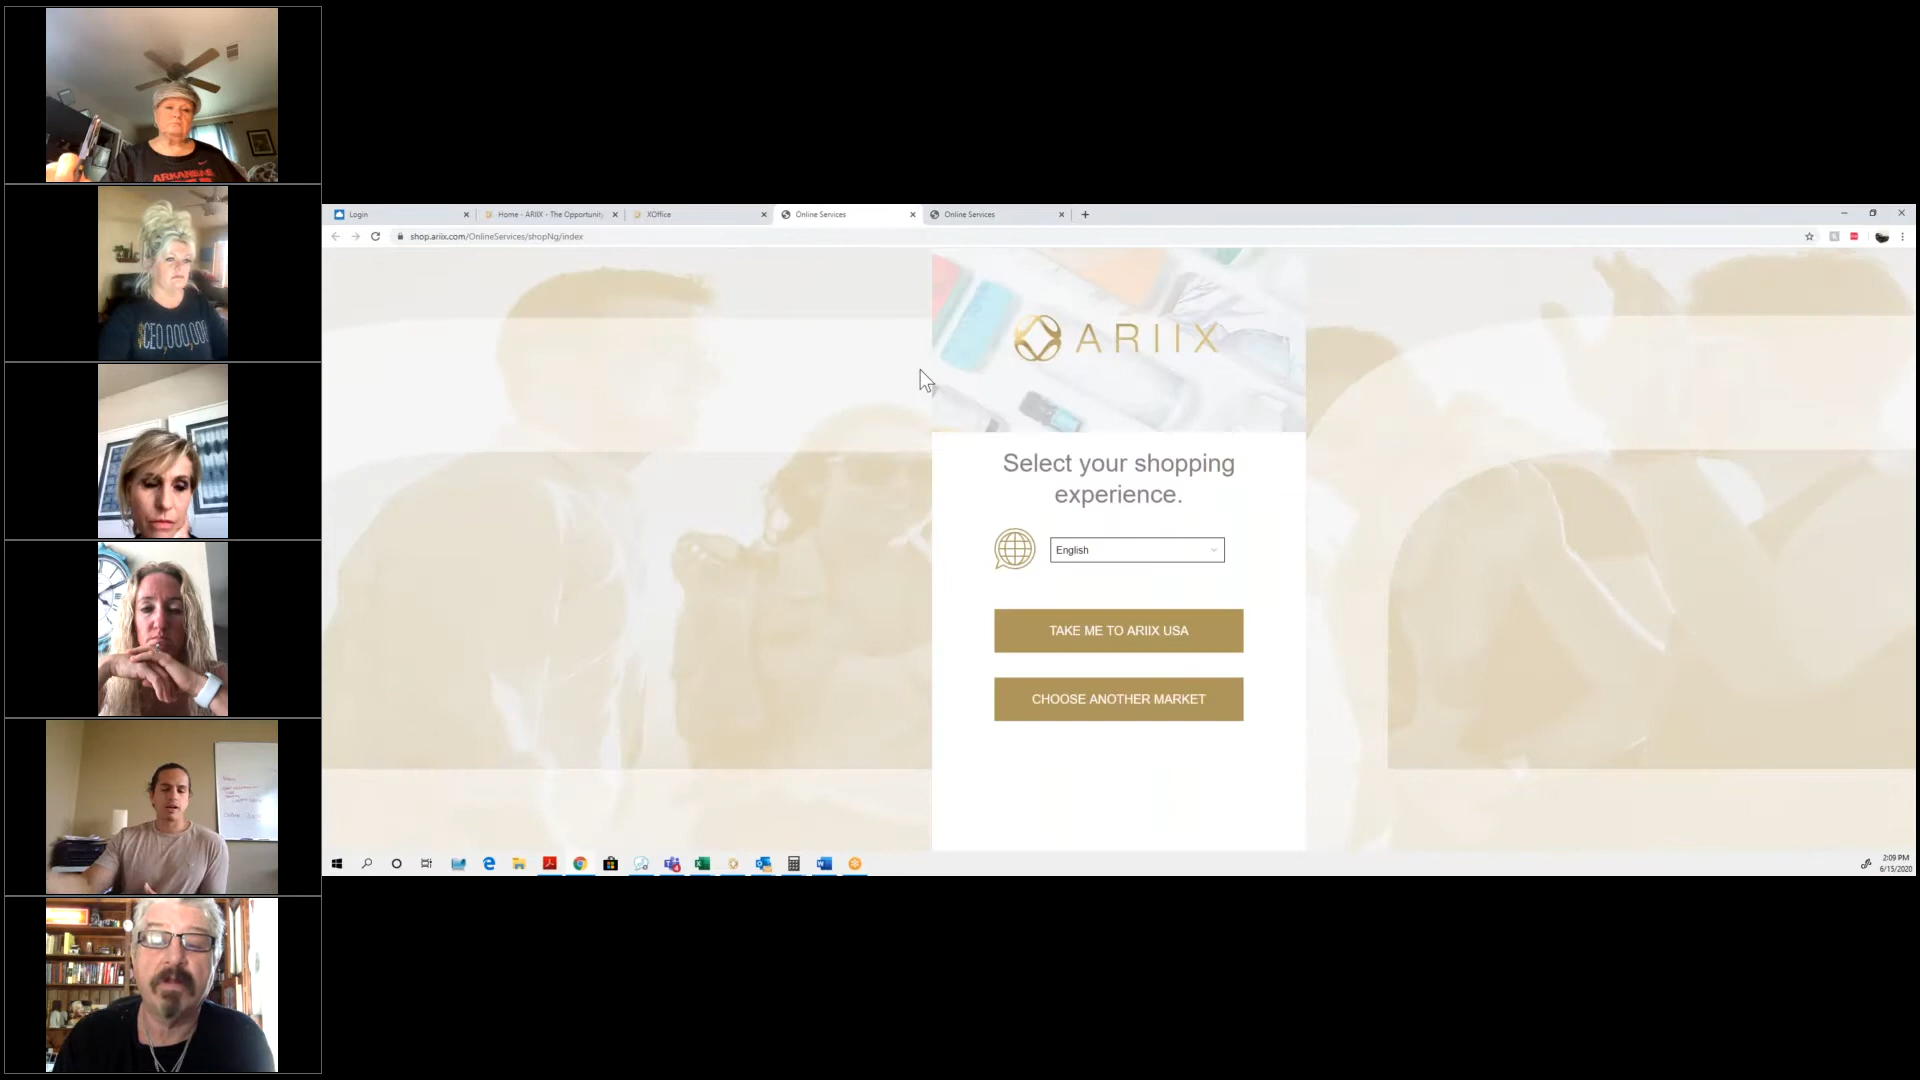 ARKANSAS
$CEO,000,000
Login
Home - ARIIX - The Opportunity
XOffice
Online Services
Online Services
shop.ariix.com/OnlineServices/shopNg/index
ARIIX
Select your shopping
experience.
English
TAKE ME TO ARIIX USA
CHOOSE ANOTHER MARKET
2:09 PM
6/15/2020